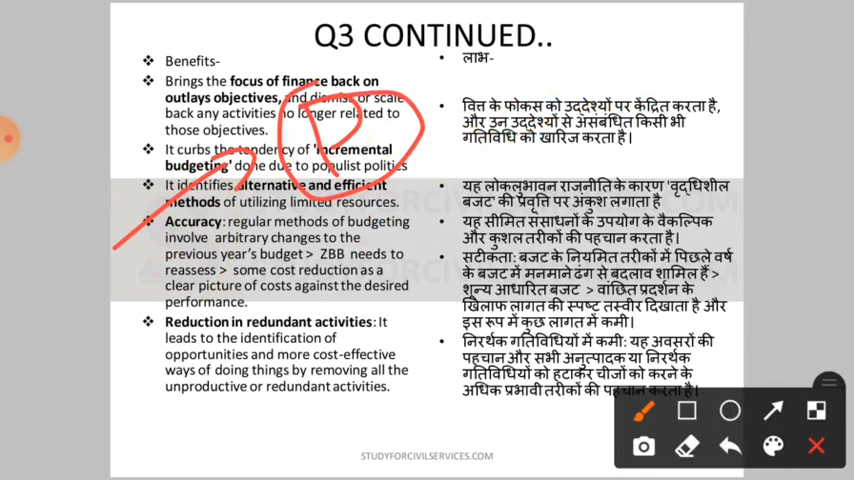 Q3 CONTINUED..
❖ Benefits-
❖ Brings the focus of finance back on
outlays objectives, and dismiss or scale
back any activities no longer related to
those objectives.
❖ It curbs the tendency of 'incremental
budgeting' done due to populist politics
❖ It identifies alternative and efficient
methods of utilizing limited resources.
❖ Accuracy: regular methods of budgeting
involve arbitrary changes to the
previous year's budget > ZBB needs to
reassess > some cost reduction as a
clear picture of costs against the desired
performance.
❖ Reduction in redundant activities: It
leads to the identification of
opportunities and more cost-effective
ways of doing things by removing all the
unproductive or redundant activities.
• लाभ-
• वित्त के फोकस को उद्देश्यों पर केंद्रित करता है,
और उन उद्देश्यों से असंबंधित किसी भी
गतिविधि को खारिज करता है।
• यह लोकलुभावन राजनीति के कारण 'वृद्धिशील
बजट' की प्रवृत्ति पर अंकुश लगाता है
• यह सीमित संसाधनों के उपयोग के वैकल्पिक
और कुशल तरीकों की पहचान करता है।
• सटीकता: बजट के नियमित तरीकों में पिछले वर्ष
के बजट में मनमाने ढंग से बदलाव शामिल हैं >
शून्य आधारित बजट > वांछित प्रदर्शन के
खिलाफ लागत की स्पष्ट तस्वीर दिखाता है और
इस रूप में कुछ लागत में कमी।
• निरर्थक गतिविधियों में कमी: यह अवसरों की
पहचान और सभी अनुत्पादक या निरर्थक
गतिविधियों को हटाकर चीजों को करने के
अधिक प्रभावी तरीकों की पहचान करता है।
P
STUDYFORCIVILSERVICES.COM